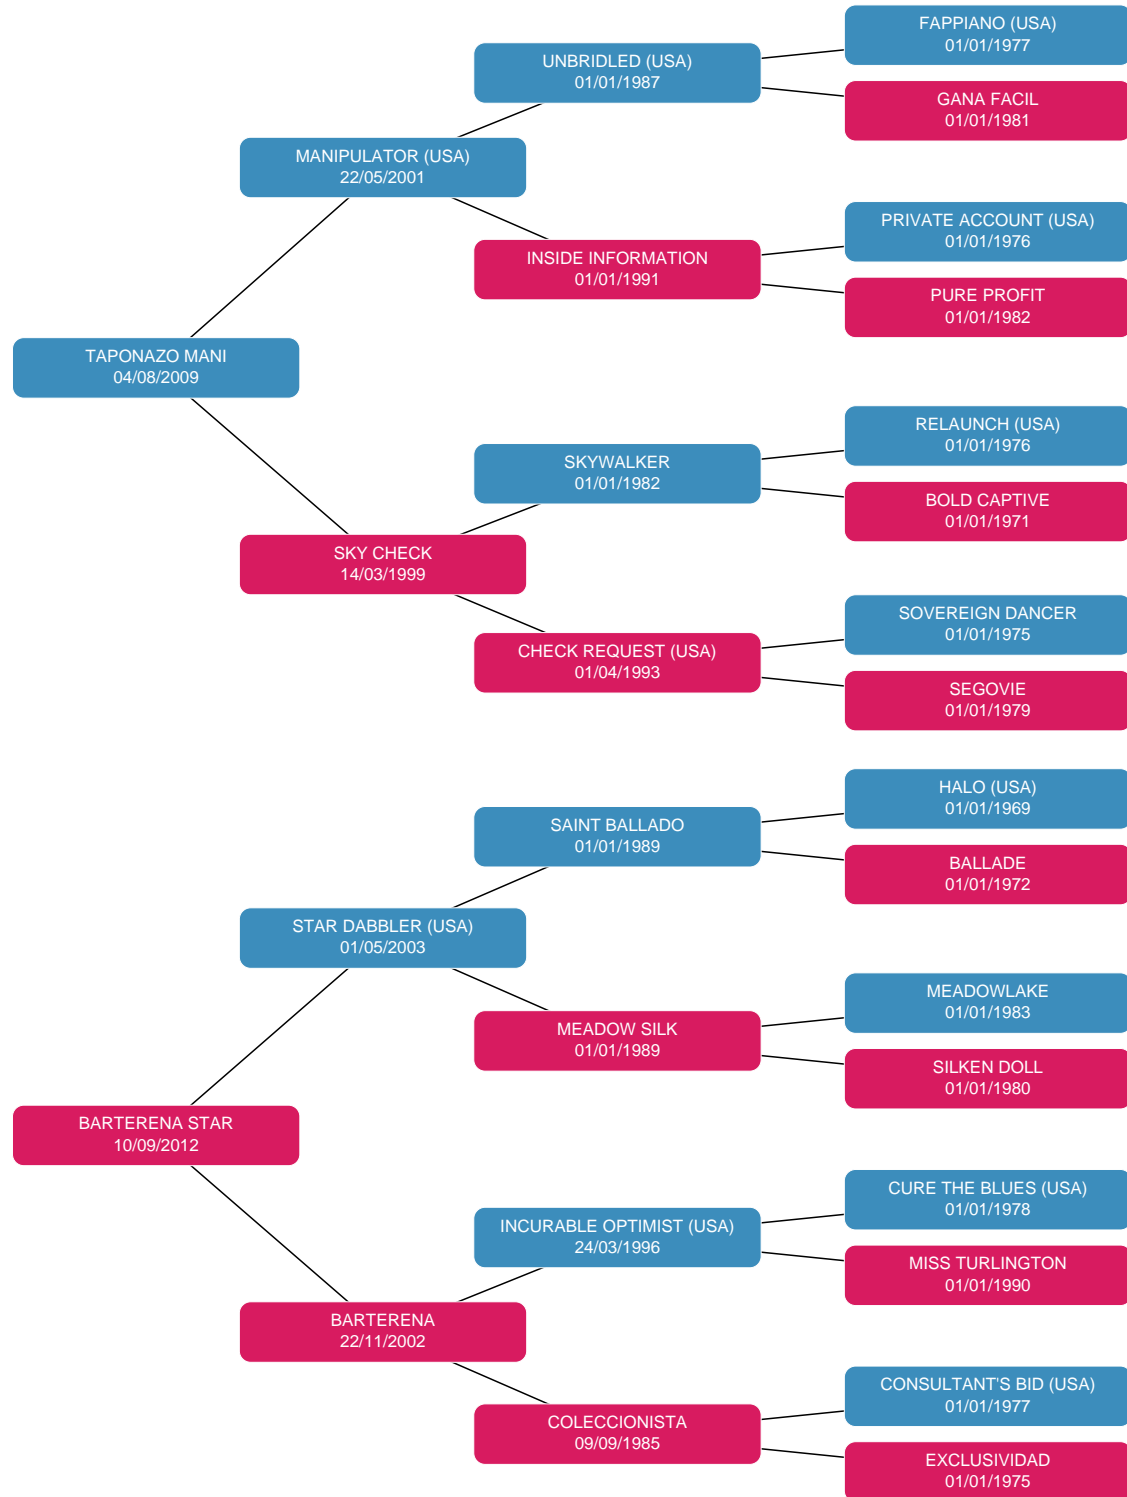 FAPPIANO (USA)
01/01/1977
UNBRIDLED (USA)
01/01/1987
GANA FACIL
01/01/1981
MANIPULATOR (USA)
22/05/2001
PRIVATE ACCOUNT (USA)
01/01/1976
INSIDE INFORMATION
01/01/1991
PURE PROFIT
01/01/1982
TAPONAZO MANI
04/08/2009
RELAUNCH (USA)
01/01/1976
SKYWALKER
01/01/1982
BOLD CAPTIVE
01/01/1971
SKY CHECK
14/03/1999
SOVEREIGN DANCER
01/01/1975
CHECK REQUEST (USA)
01/04/1993
SEGOVIE
01/01/1979
HALO (USA)
01/01/1969
SAINT BALLADO
01/01/1989
BALLADE
01/01/1972
STAR DABBLER (USA)
01/05/2003
MEADOWLAKE
01/01/1983
MEADOW SILK
01/01/1989
SILKEN DOLL
01/01/1980
BARTERENA STAR
10/09/2012
CURE THE BLUES (USA)
01/01/1978
INCURABLE OPTIMIST (USA)
24/03/1996
MISS TURLINGTON
01/01/1990
BARTERENA
22/11/2002
CONSULTANT'S BID (USA)
01/01/1977
COLECCIONISTA
09/09/1985
EXCLUSIVIDAD
01/01/1975